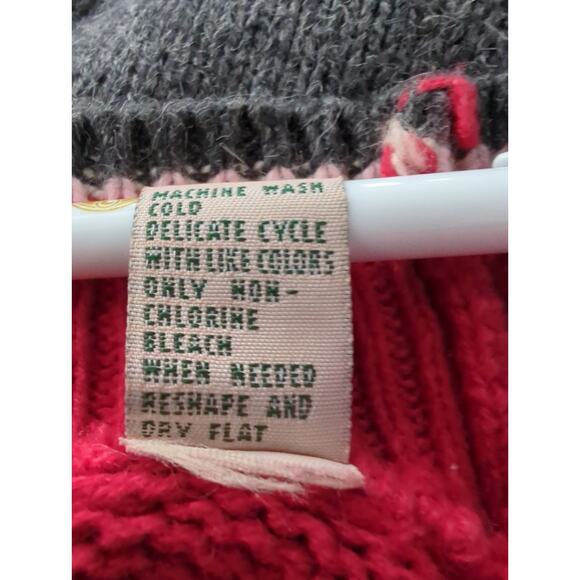 MACHINE WASH
COLD
DELICATE CYCLE
WITH LIKE COLORS
ONLY NON-
CHLORINE
BLEACH
WHEN NEEDED
RESHAPE AND
DRY FLAT